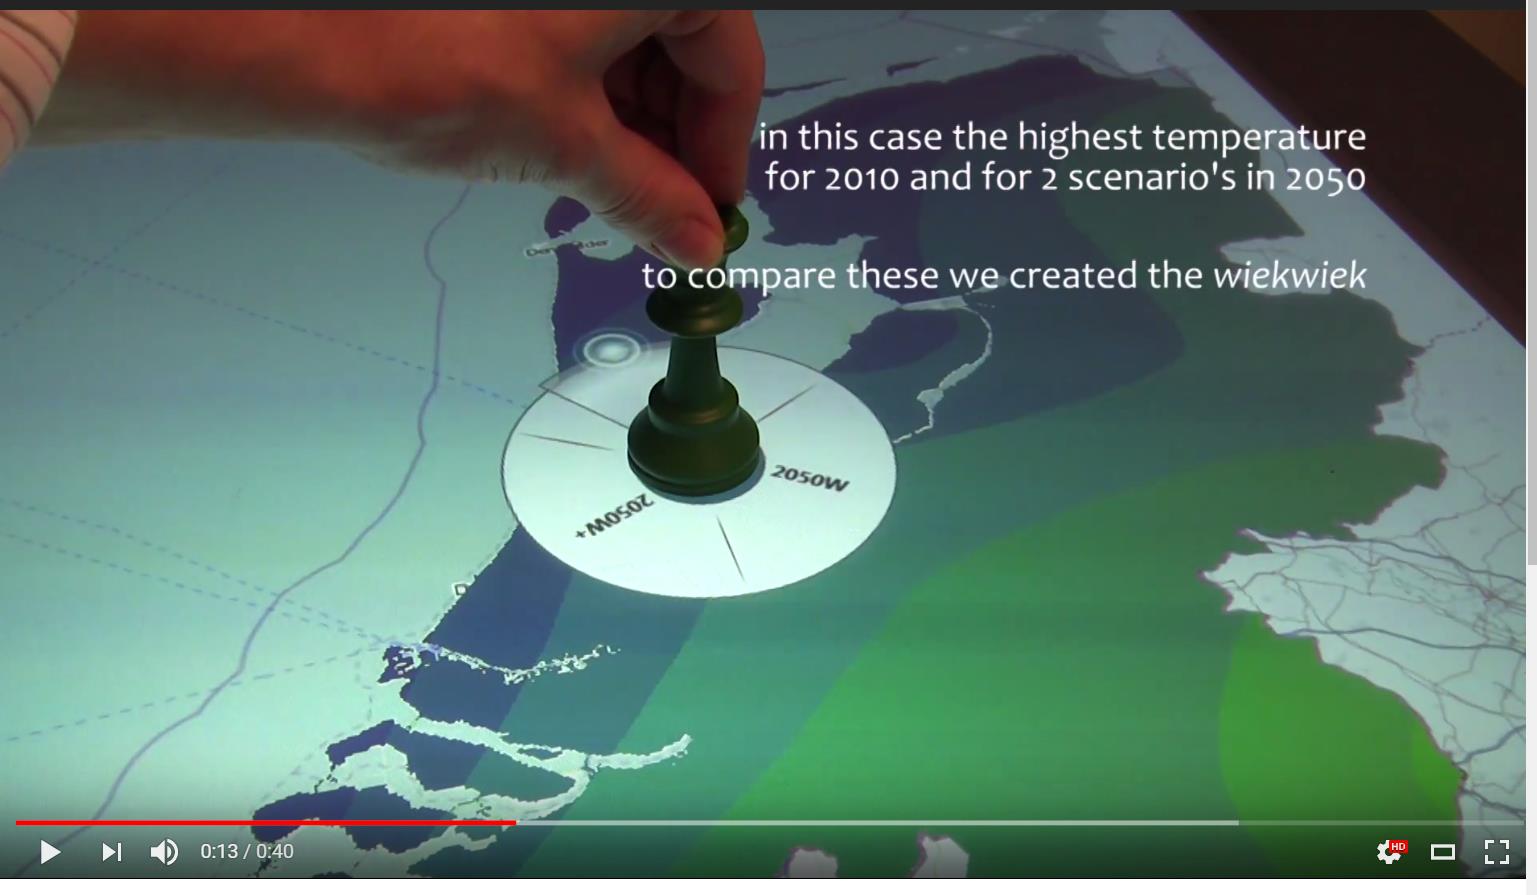 in this case the highest temperature
for 2010 and for 2 scenario's in 2050
to compare these we created the wiekwiek
2050W
2050W+
0:13 / 0:40
HD